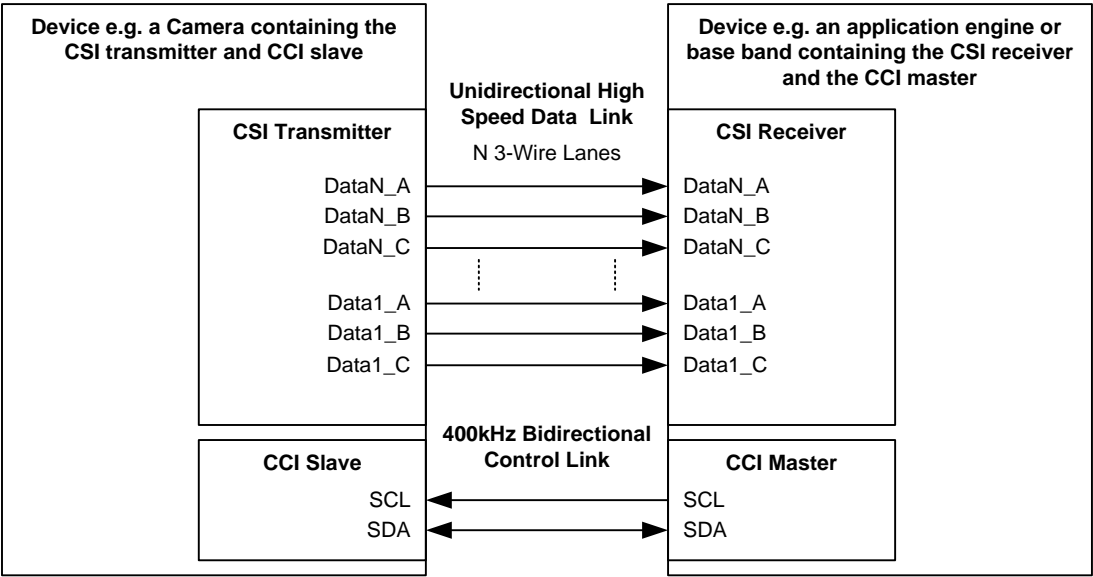 Device e.g. a Camera containing the
CSI transmitter and CCI slave
Device e.g. an application engine or
base band containing the CSI receiver
and the CCI master
Unidirectional High
Speed Data Link
N 3-Wire Lanes
CSI Transmitter
DataN_A
DataN_B
DataN_C
Data1_A
Data1_B
Data1_C
CSI Receiver
DataN_A
DataN_B
DataN_C
Data1_A
Data1_B
Data1_C
400kHz Bidirectional
Control Link
CCI Slave
SCL
SDA
CCI Master
SCL
SDA